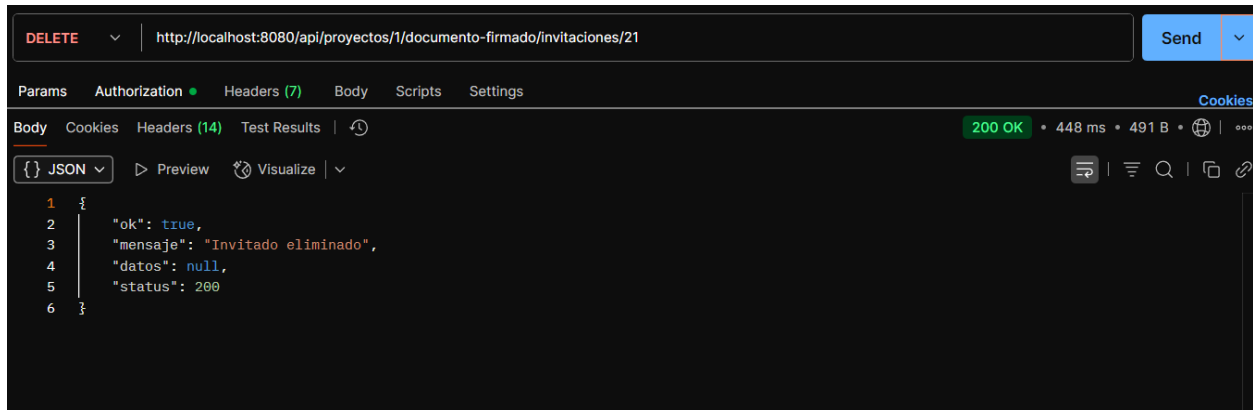 DELETE http://localhost:8080/api/proyectos/1/documento-firmado/invitaciones/21 Send
Params Authorization Headers (7) Body Scripts Settings
Cookies
Body Cookies Headers (14) Test Results 200 OK • 448 ms • 491 B •
{} JSON Preview Visualize
1 {
2 "ok": true,
3 "mensaje": "Invitado eliminado",
4 "datos": null,
5 "status": 200
6 }